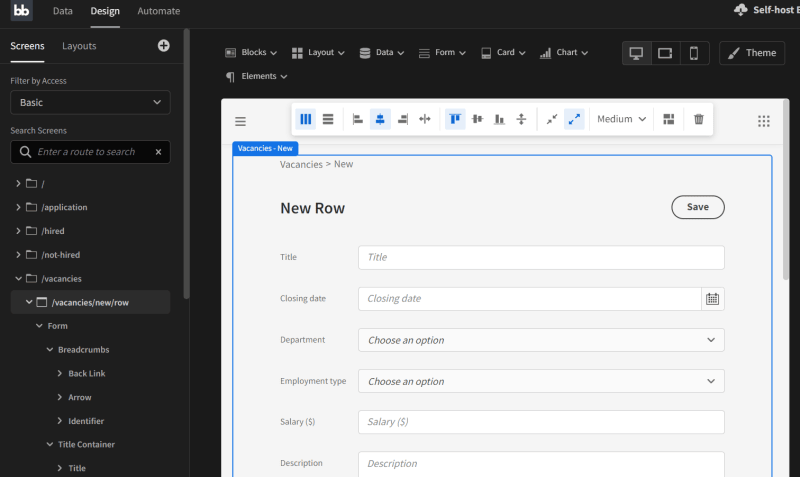 bb Data Design Automate Self-host
Screens Layouts
Filter by Access
Basic
Search Screens
Enter a route to search
/
/application
/hired
/not-hired
/vacancies
/vacancies/new/row
Form
Breadcrumbs
Back Link
Arrow
Identifier
Title Container
Title
Blocks Layout Data Form Card Chart Theme
Elements
Medium
Vacancies - New
Vacancies > New
New Row Save
Title Title
Closing date Closing date
Department Choose an option
Employment type Choose an option
Salary ($) Salary ($)
Description Description